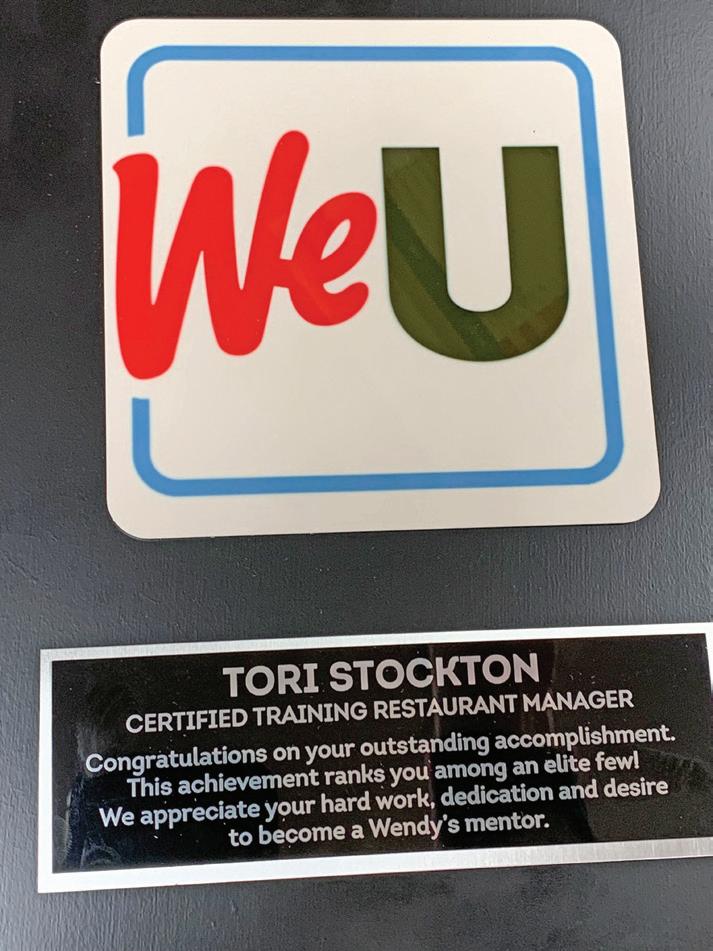 WeU
TORI STOCKTON
CERTIFIED TRAINING RESTAURANT MANAGER
Congratulations on your outstanding accomplishment.
This achievement ranks you among an elite few!
We appreciate your hard work, dedication and desire
to become a Wendy's mentor.